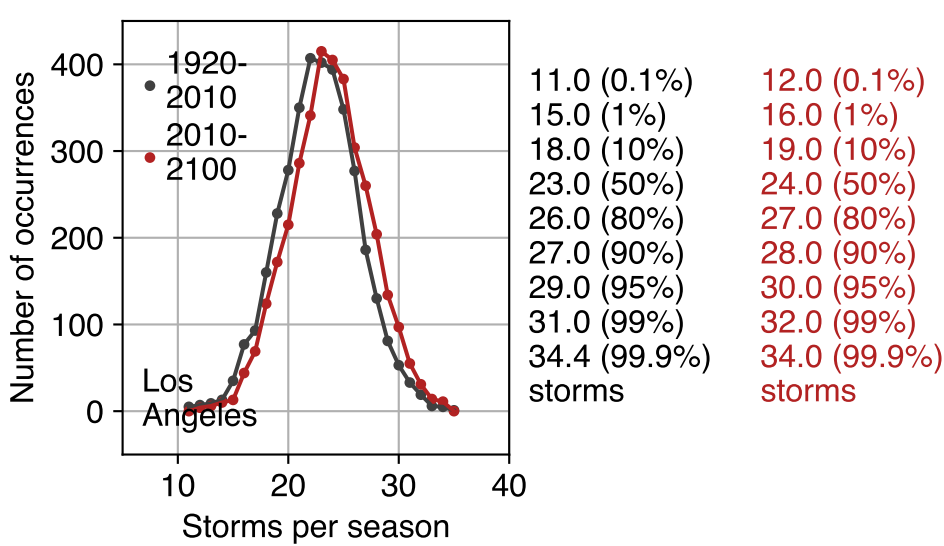 400
300
200
100
0
Number of occurrences
1920-
2010
2010-
2100
Los
Angeles
10 20 30 40
Storms per season
11.0 (0.1%) 12.0 (0.1%)
15.0 (1%) 16.0 (1%)
18.0 (10%) 19.0 (10%)
23.0 (50%) 24.0 (50%)
26.0 (80%) 27.0 (80%)
27.0 (90%) 28.0 (90%)
29.0 (95%) 30.0 (95%)
31.0 (99%) 32.0 (99%)
34.4 (99.9%) 34.0 (99.9%)
storms storms